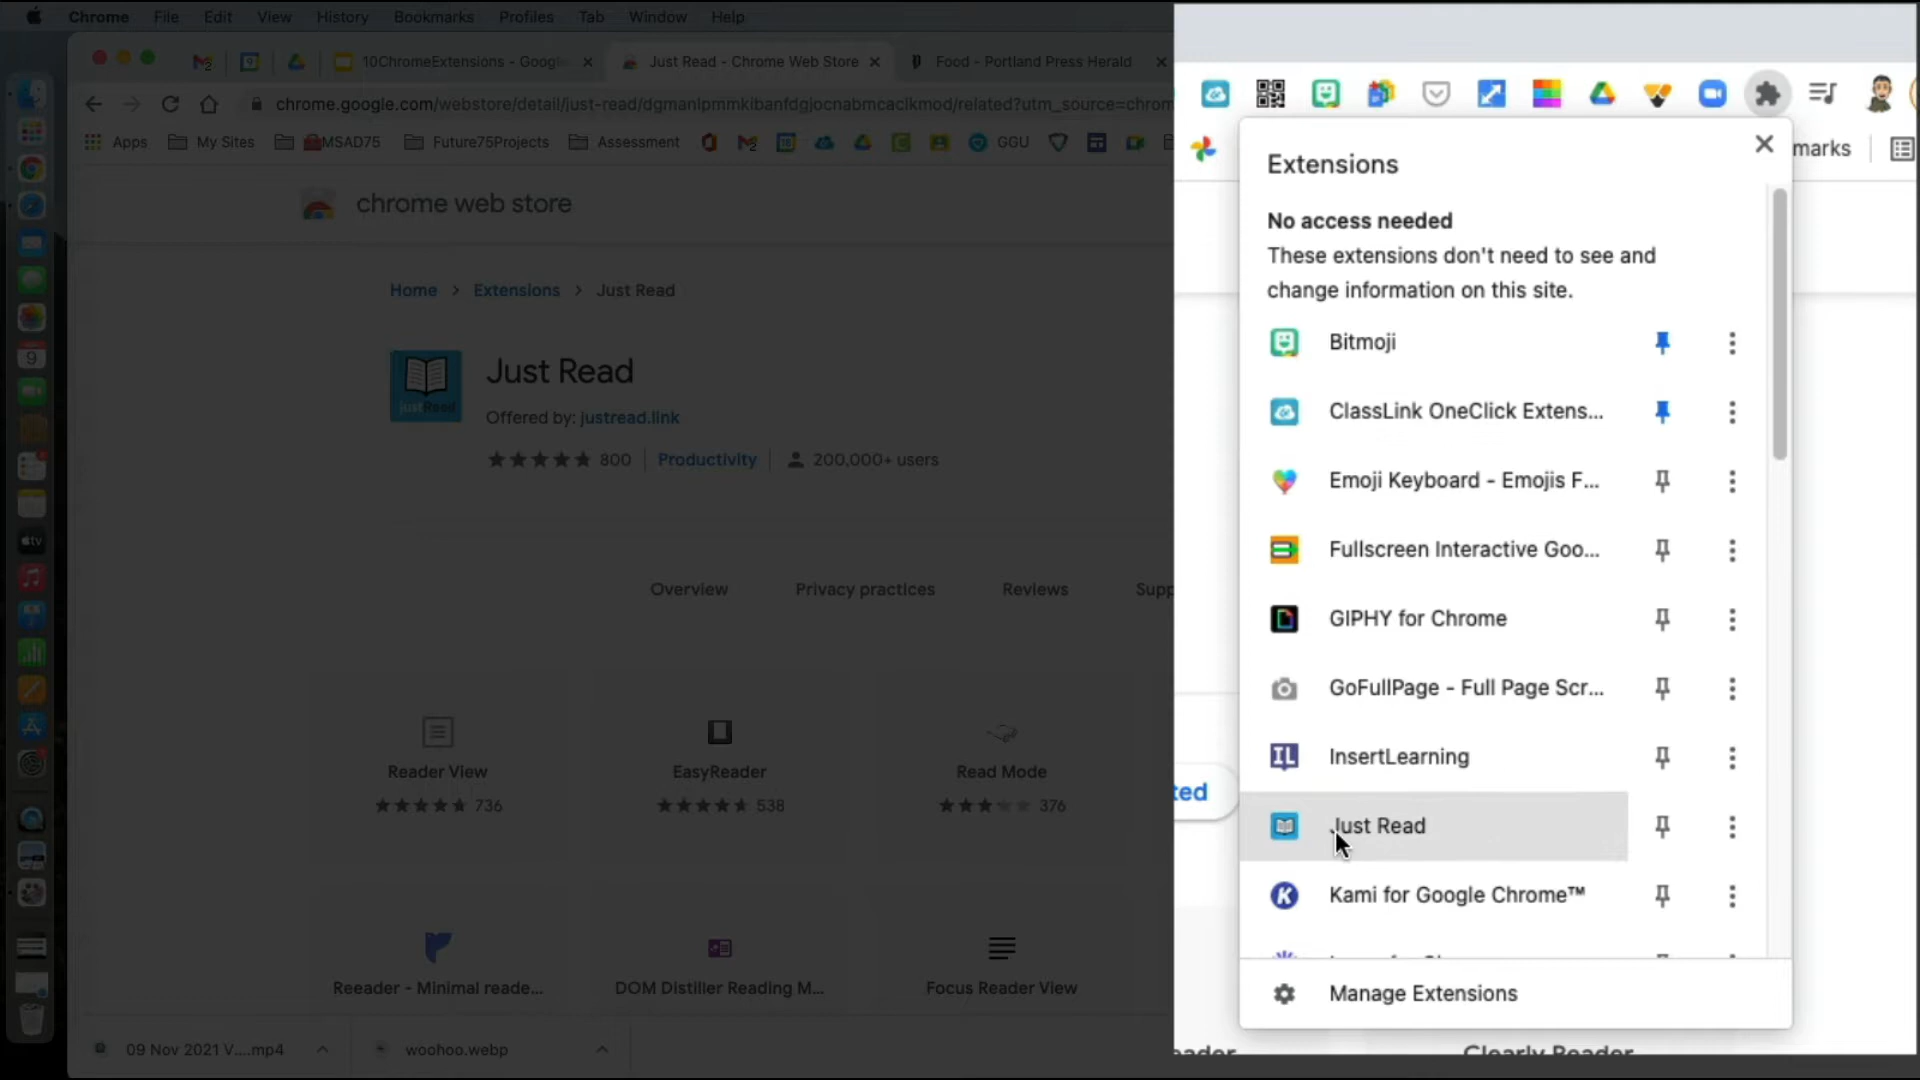 Chrome File Edit View History Bookmarks Profiles Tab Window Help
10ChromeExtensions - Google
Just Read - Chrome Web Store
Food - Portland Press Herald
chrome.google.com/webstore/detail/just-read/dgmanlpmmkibanfdgjocnabmcaclkmod/related?utm_source=chrom
Apps My Sites MSAD75 Future75Projects Assessment GGU
chrome web store
Home > Extensions > Just Read
Just Read
Offered by: justread.link
800 Productivity 200,000+ users
Overview Privacy practices Reviews Supp
Reader View
736
EasyReader
538
Read Mode
376
Reeader - Minimal reade...
DOM Distiller Reading M...
Focus Reader View
09 Nov 2021 V....mp4
woohoo.webp
marks
Extensions
No access needed
These extensions don't need to see and
change information on this site.
Bitmoji
ClassLink OneClick Extens...
Emoji Keyboard - Emojis F...
Fullscreen Interactive Goo...
GIPHY for Chrome
GoFullPage - Full Page Scr...
InsertLearning
Just Read
Kami for Google Chrome™
Manage Extensions
ted
eader
Clearly Reader